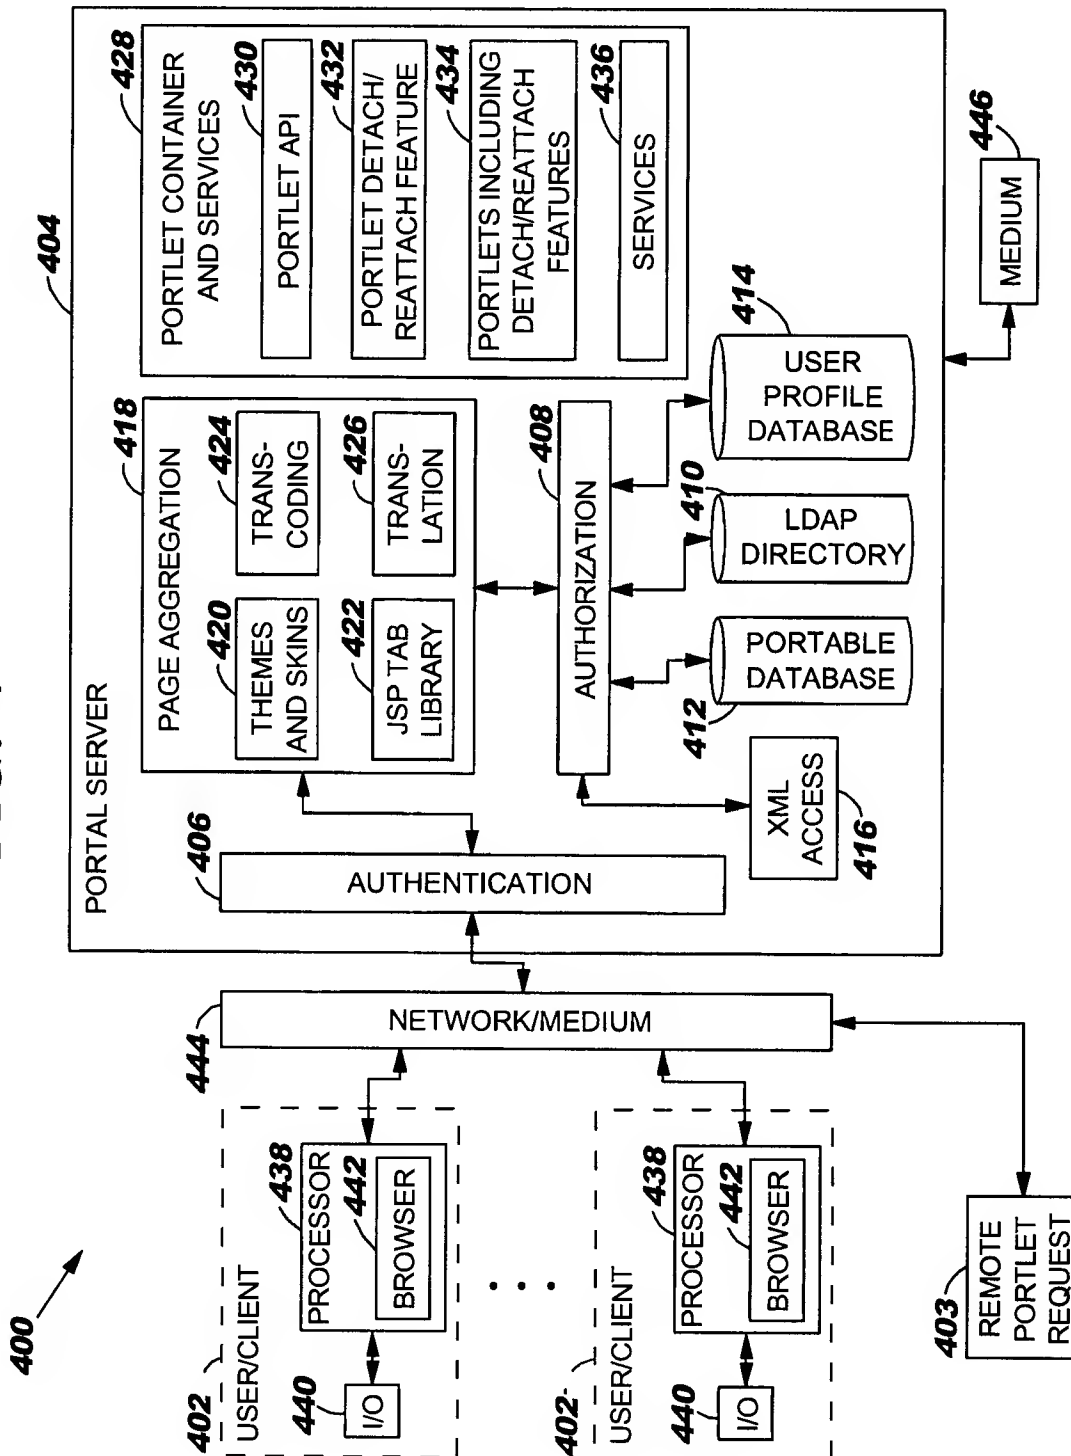 400
402
USER/CLIENT
PROCESSOR
438
442
BROWSER
440
I/O
. . .
402
USER/CLIENT
PROCESSOR
438
442
BROWSER
440
I/O
403
REMOTE
PORTLET
REQUEST
444
NETWORK/MEDIUM
PORTAL SERVER
404
406
AUTHENTICATION
418
PAGE AGGREGATION
420
THEMES
AND SKINS
424
TRANS-
CODING
422
JSP TAB
LIBRARY
426
TRANS-
LATION
408
AUTHORIZATION
XML
ACCESS
416
PORTABLE
DATABASE
412
LDAP
DIRECTORY
410
USER
PROFILE
DATABASE
414
428
PORTLET CONTAINER
AND SERVICES
430
PORTLET API
432
PORTLET DETACH/
REATTACH FEATURE
434
PORTLETS INCLUDING
DETACH/REATTACH
FEATURES
436
SERVICES
446
MEDIUM